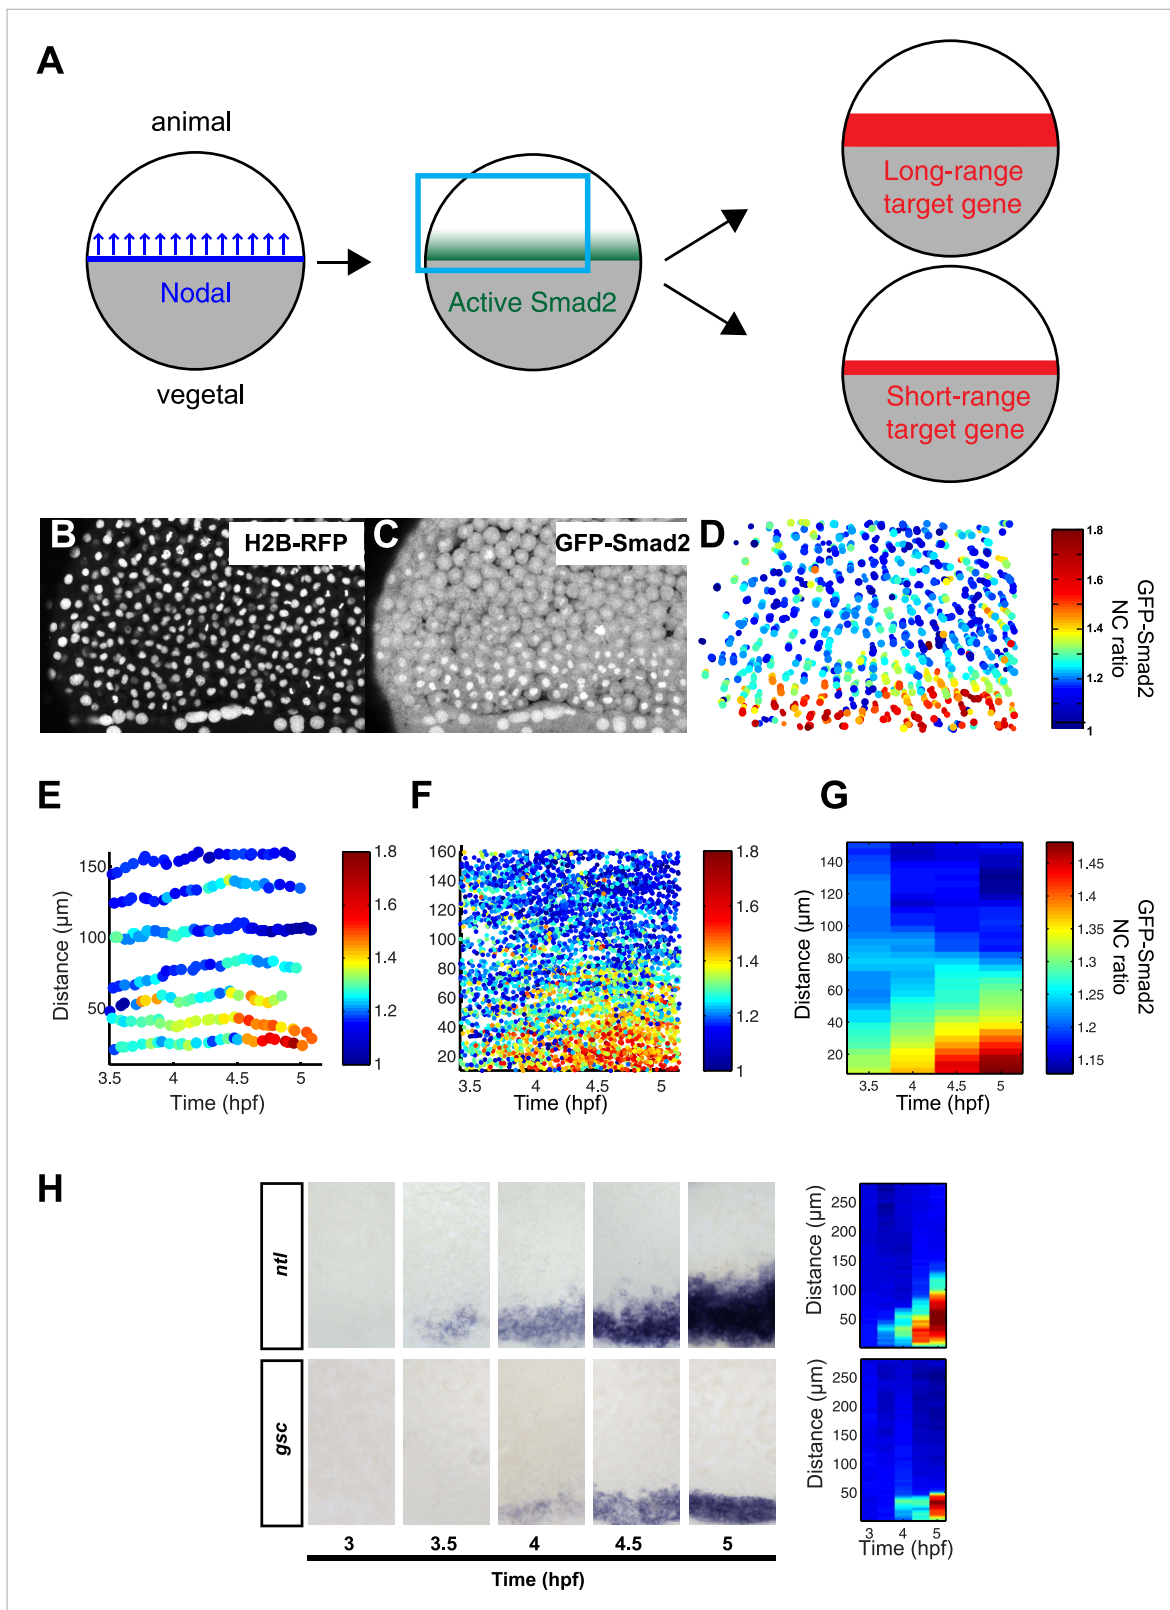 A
animal
Nodal
vegetal
Active Smad2
Long-range
target gene
Short-range
target gene
B
H2B-RFP
C
GFP-Smad2
D
1.8
1.6
1.4
1.2
1
GFP-Smad2
NC ratio
E
150
100
50
Distance (µm)
3.5
4
4.5
5
Time (hpf)
1.8
1.6
1.4
1.2
1
F
160
140
120
100
80
60
40
20
3.5
4
4.5
5
Time (hpf)
1.8
1.6
1.4
1.2
1
G
140
120
100
80
60
40
20
Distance (µm)
3.5
4
4.5
5
Time (hpf)
1.45
1.4
1.35
1.3
1.25
1.2
1.15
GFP-Smad2
NC ratio
H
ntl
gsc
3
3.5
4
4.5
5
Time (hpf)
250
200
150
100
50
Distance (µm)
250
200
150
100
50
Distance (µm)
3
4
5
Time (hpf)